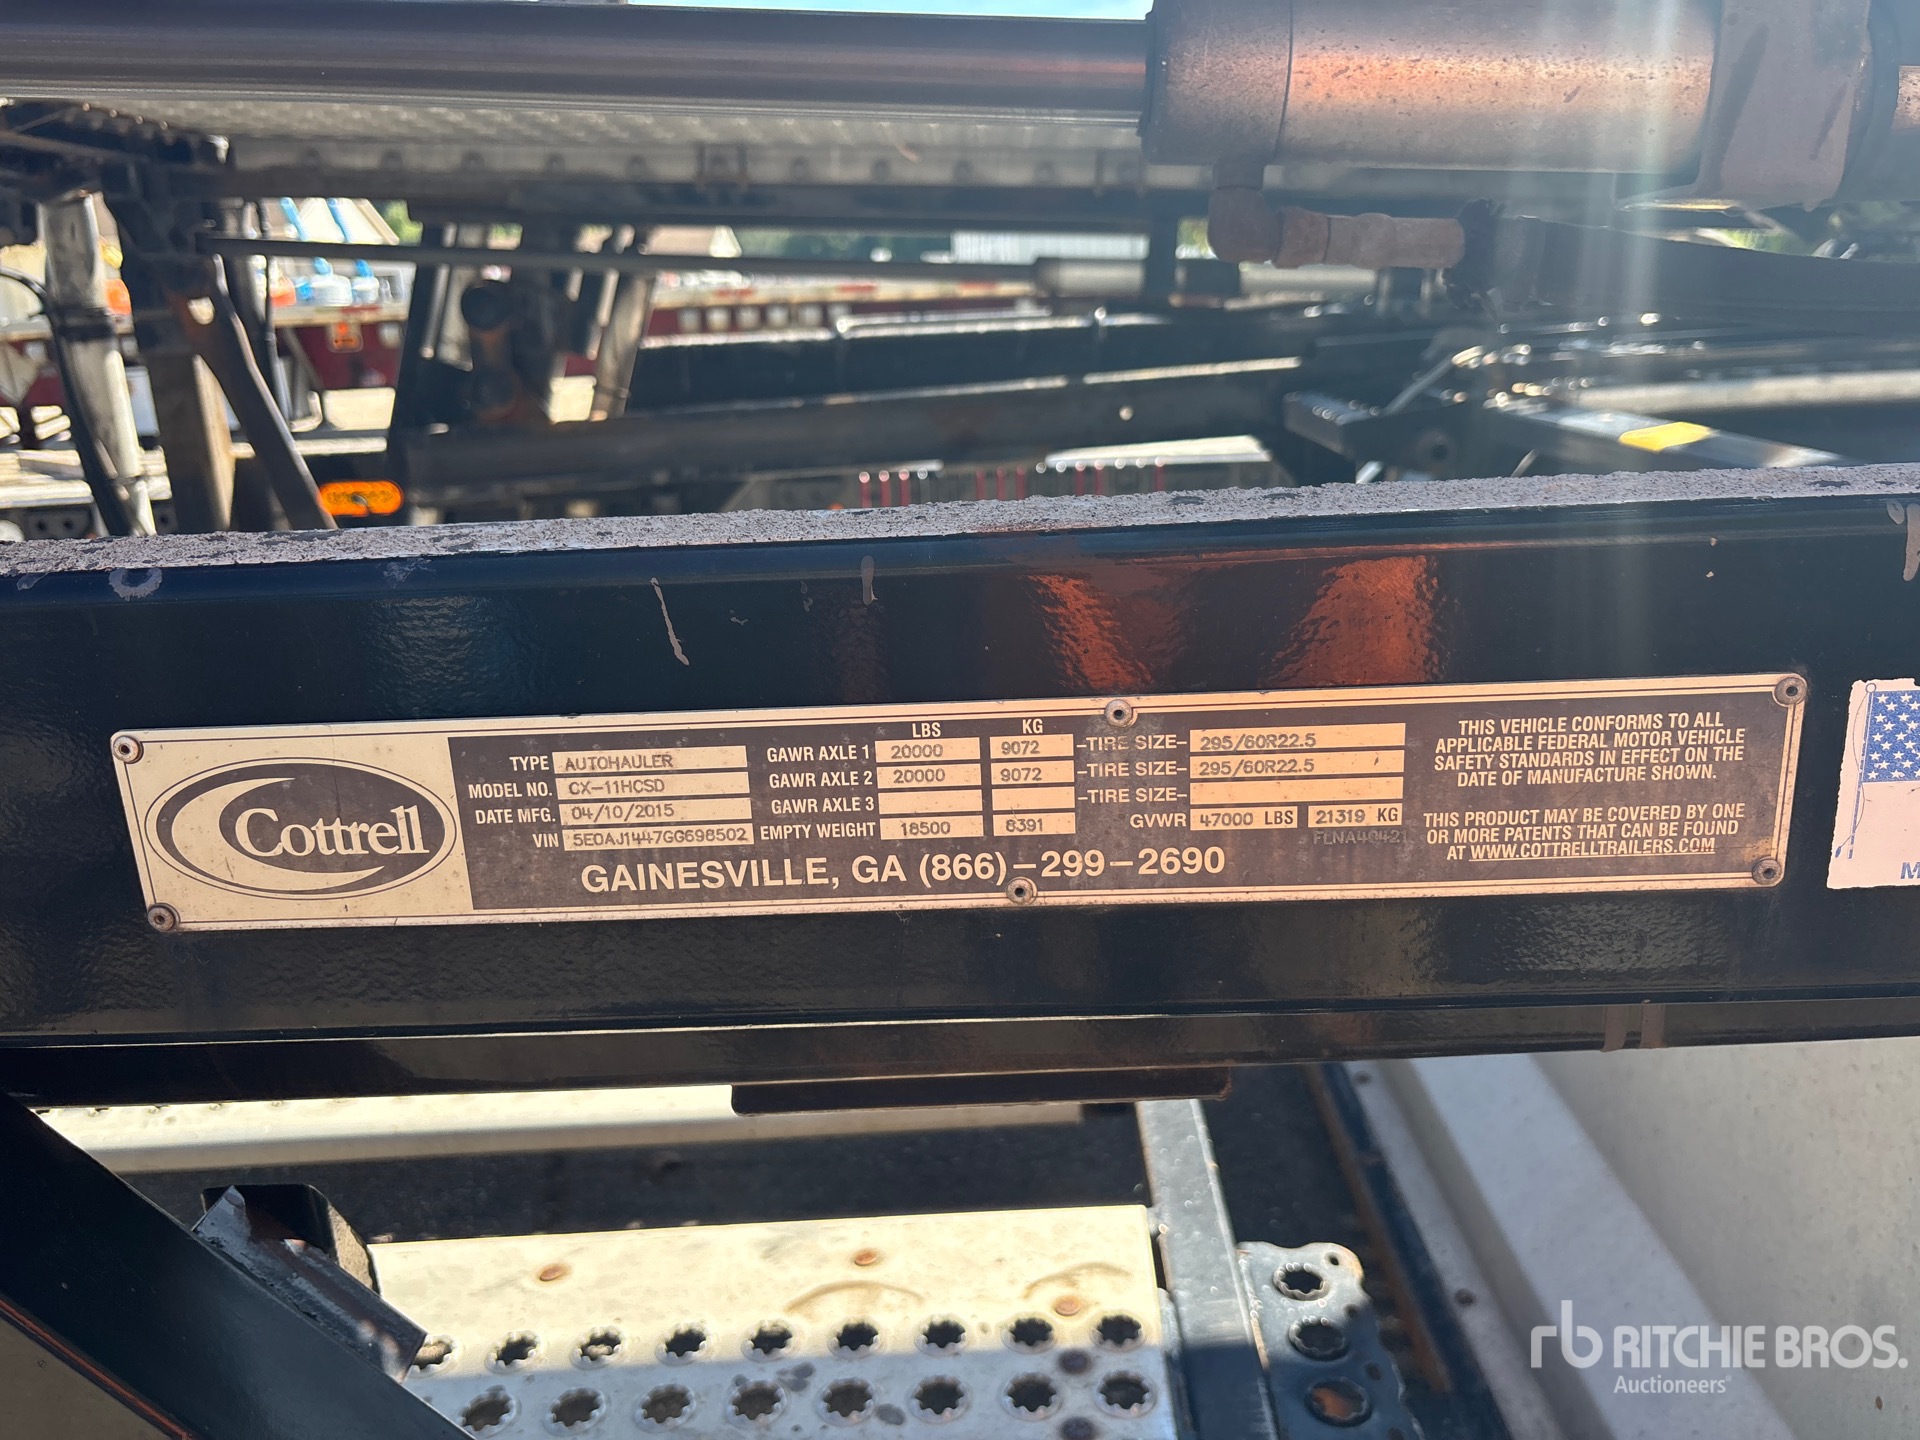 Cottrell
LBS KG
TYPE AUTOHAULER GAWR AXLE 1 20000 9072 -TIRE SIZE- 295/60R22.5
MODEL NO. CX-11HCSD GAWR AXLE 2 20000 9072 -TIRE SIZE- 295/60R22.5
DATE MFG. 04/10/2015 GAWR AXLE 3 -TIRE SIZE-
VIN 5E0AJ1447GG698502 EMPTY WEIGHT 18500 8391 GVWR 47000 LBS 21319 KG
FLNA40421
GAINESVILLE, GA (866)-299-2690
THIS VEHICLE CONFORMS TO ALL
APPLICABLE FEDERAL MOTOR VEHICLE
SAFETY STANDARDS IN EFFECT ON THE
DATE OF MANUFACTURE SHOWN.
THIS PRODUCT MAY BE COVERED BY ONE
OR MORE PATENTS THAT CAN BE FOUND
AT WWW.COTTRELLTRAILERS.COM
M
rb RITCHIE BROS.
Auctioneers